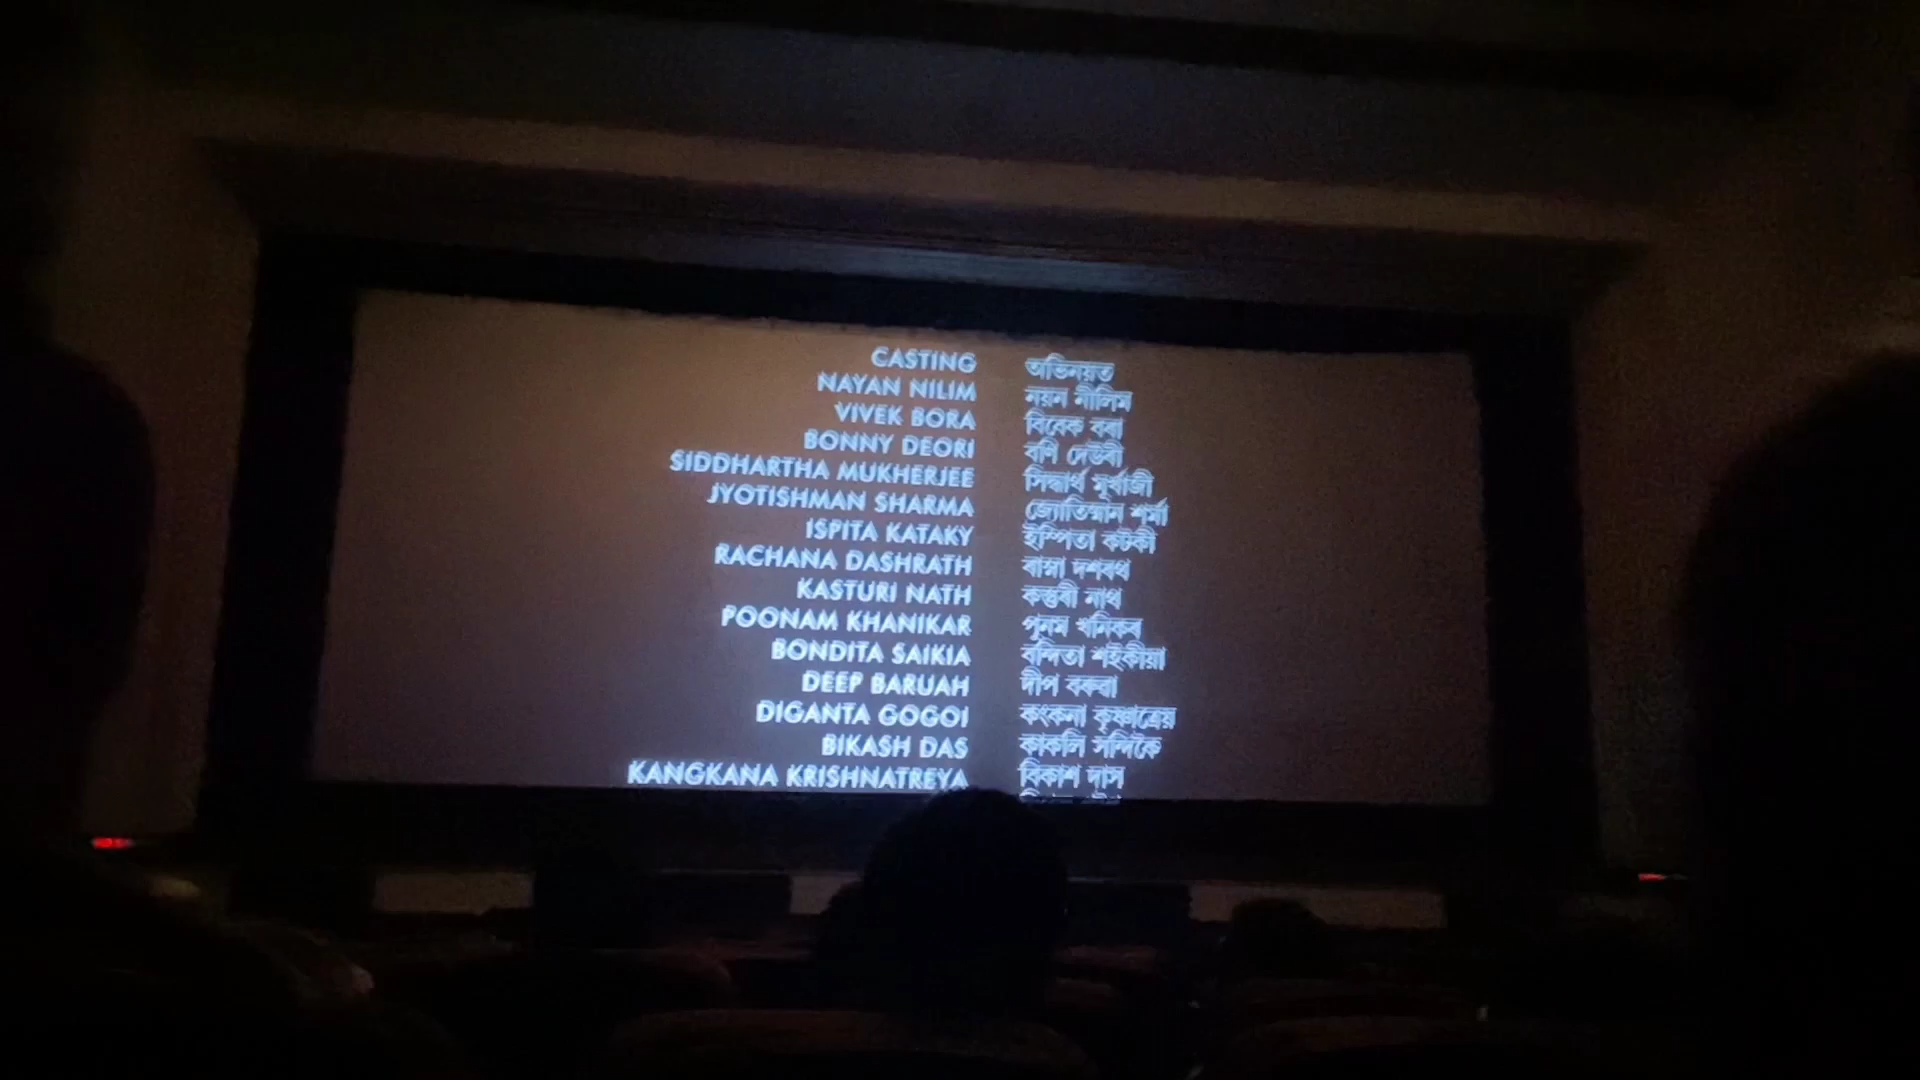 CASTING অভিনয়ত
NAYAN NILIM নয়ন নীলিম
VIVEK BORA বিবেক বৰা
BONNY DEORI বণি দেউৰী
SIDDHARTHA MUKHERJEE সিদ্ধাৰ্থ মূখাৰ্জী
JYOTISHMAN SHARMA জ্যোতিষ্মান শৰ্মা
ISPITA KATAKY ইস্পিতা কটকী
RACHANA DASHRATH দশৰথ
KASTURI NATH কস্তুৰী নাথ
POONAM KHANIKAR পুনম খনিকৰ
BONDITA SAIKIA বন্দিতা শইকীয়া
DEEP BARUAH দীপ বৰুৱা
DIGANTA GOGOI কংকনা কৃষ্ণাত্ৰেয়
BIKASH DAS কাকলি সন্দিকৈ
KANGKANA KRISHNATREYA বিকাশ দাস